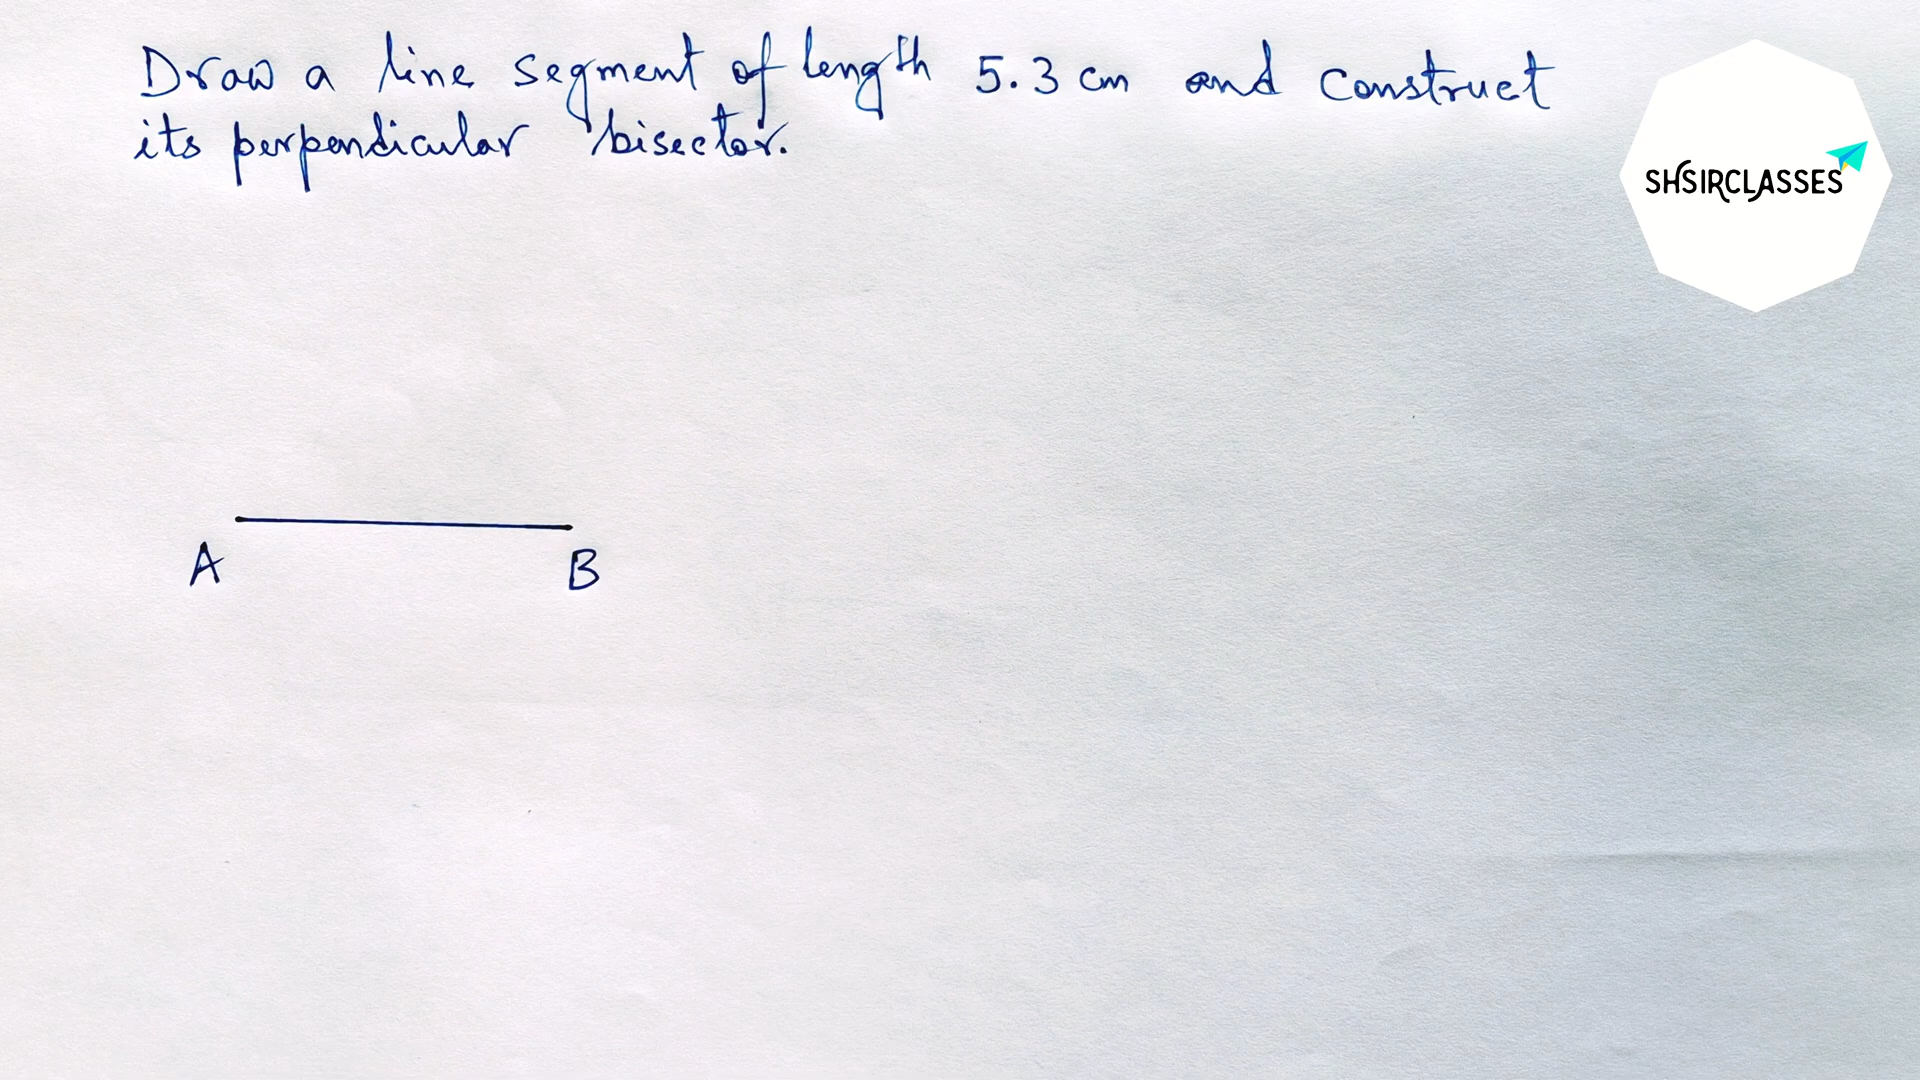 Draw a line segment of length 5.3 cm and construct
its perpendicular bisector.
SHSIRCLASSES
A B